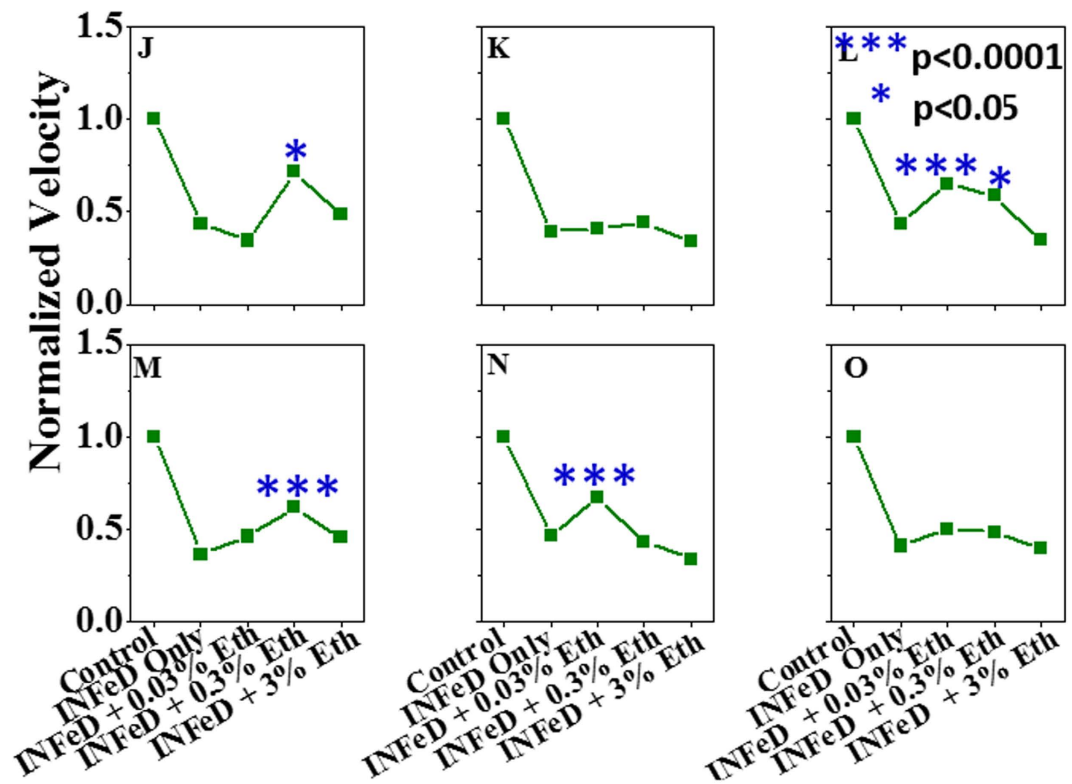 Normalized Velocity
1.5
1.0
0.5
0.0
J
K
L
*** p<0.0001
* p<0.05
*
***
*
1.5
1.0
0.5
0.0
M
N
O
***
***
Control
INFeD Only
INFeD + 0.03% Eth
INFeD + 0.3% Eth
INFeD + 3% Eth
Control
INFeD Only
INFeD + 0.03% Eth
INFeD + 0.3% Eth
INFeD + 3% Eth
Control
INFeD Only
INFeD + 0.03% Eth
INFeD + 0.3% Eth
INFeD + 3% Eth